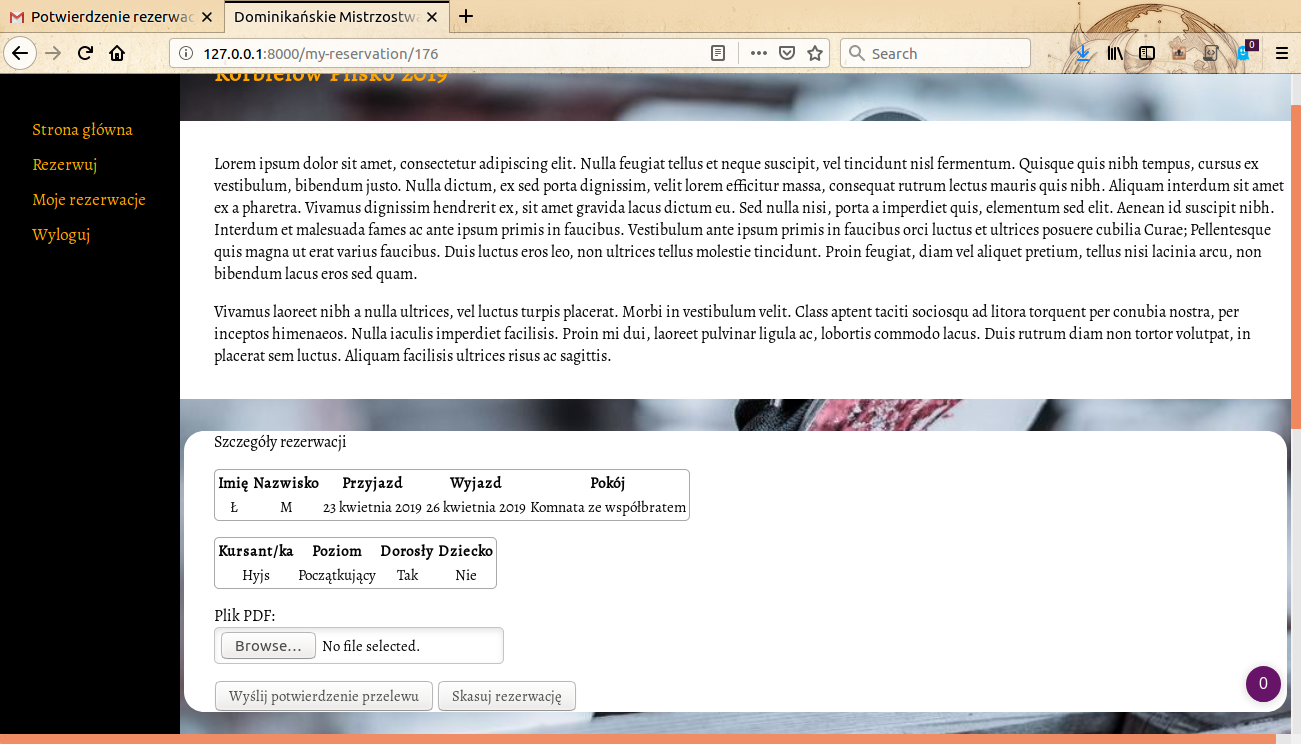 Potwierdzenie rezerwac
Dominikańskie Mistrzostwa
127.0.0.1:8000/my-reservation/176
Search
0
Korbielów Pilsko 2019
Strona główna
Rezerwuj
Moje rezerwacje
Wyloguj
Lorem ipsum dolor sit amet, consectetur adipiscing elit. Nulla feugiat tellus et neque suscipit, vel tincidunt nisl fermentum. Quisque quis nibh tempus, cursus ex
vestibulum, bibendum justo. Nulla dictum, ex sed porta dignissim, velit lorem efficitur massa, consequat rutrum lectus mauris quis nibh. Aliquam interdum sit amet
ex a pharetra. Vivamus dignissim hendrerit ex, sit amet gravida lacus dictum eu. Sed nulla nisi, porta a imperdiet quis, elementum sed elit. Aenean id suscipit nibh.
Interdum et malesuada fames ac ante ipsum primis in faucibus. Vestibulum ante ipsum primis in faucibus orci luctus et ultrices posuere cubilia Curae; Pellentesque
quis magna ut erat varius faucibus. Duis luctus eros leo, non ultrices tellus molestie tincidunt. Proin feugiat, diam vel aliquet pretium, tellus nisi lacinia arcu, non
bibendum lacus eros sed quam.
Vivamus laoreet nibh a nulla ultrices, vel luctus turpis placerat. Morbi in vestibulum velit. Class aptent taciti sociosqu ad litora torquent per conubia nostra, per
inceptos himenaeos. Nulla iaculis imperdiet facilisis. Proin mi dui, laoreet pulvinar ligula ac, lobortis commodo lacus. Duis rutrum diam non tortor volutpat, in
placerat sem luctus. Aliquam facilisis ultrices risus ac sagittis.
Szczegóły rezerwacji
Imię Nazwisko Przyjazd Wyjazd Pokój
Ł M 23 kwietnia 2019 26 kwietnia 2019 Komnata ze współbratem
Kursant/ka Poziom Dorosły Dziecko
Hyjs Początkujący Tak Nie
Plik PDF:
Browse... No file selected.
Wyślij potwierdzenie przelewu Skasuj rezerwację
0